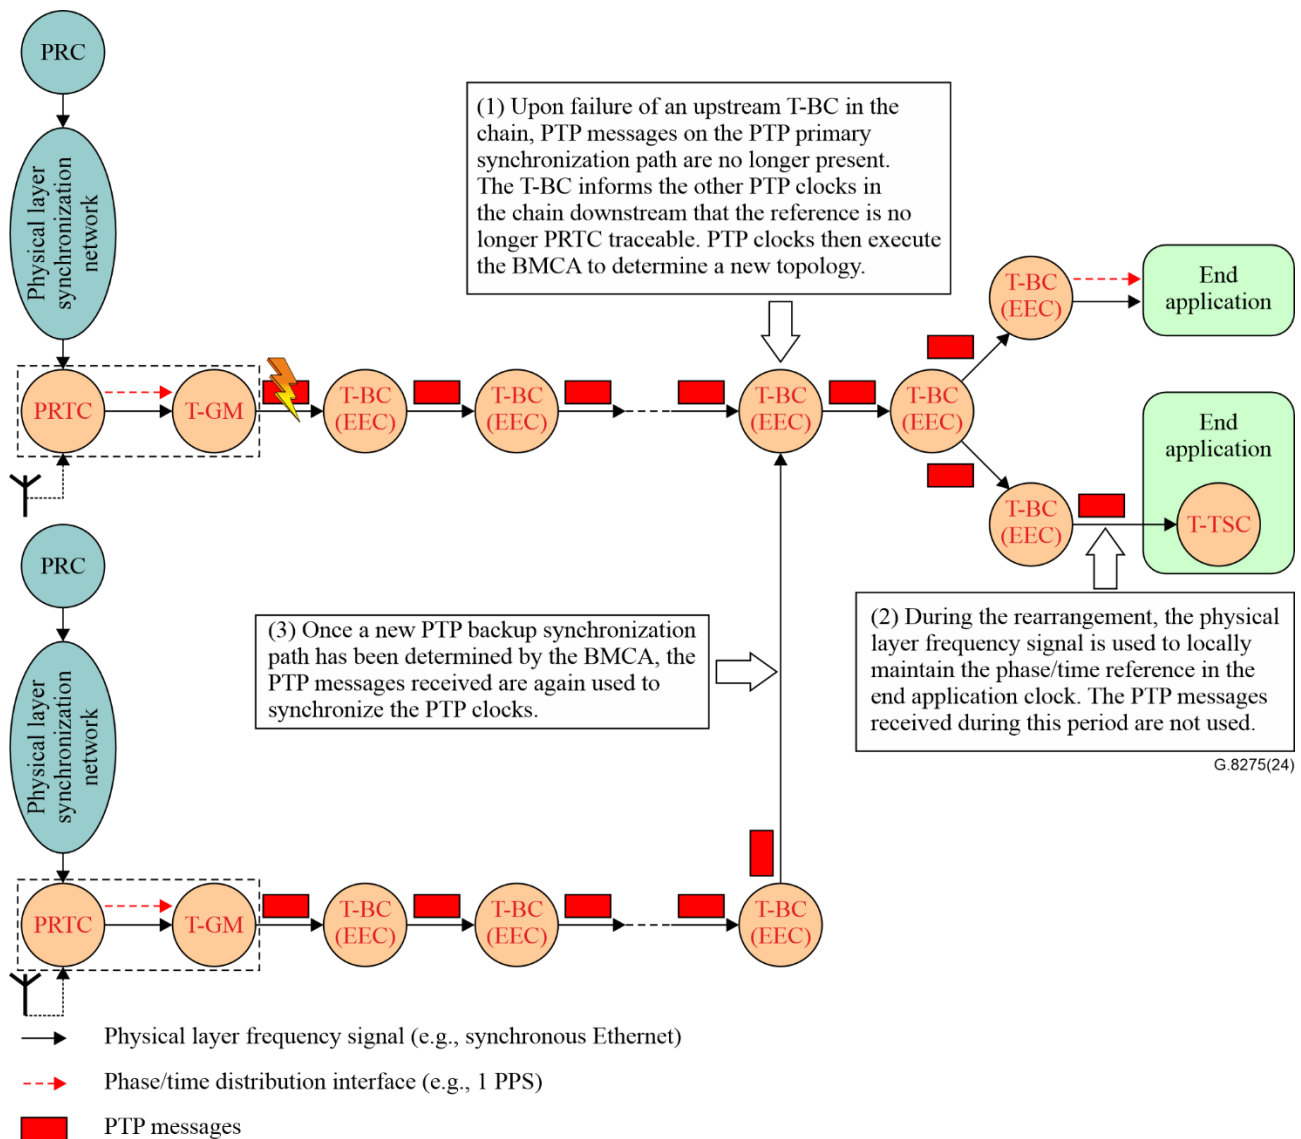 PRC
Physical layer
synchronization
network
(1) Upon failure of an upstream T-BC in the
chain, PTP messages on the PTP primary
synchronization path are no longer present.
The T-BC informs the other PTP clocks in
the chain downstream that the reference is no
longer PRTC traceable. PTP clocks then execute
the BMCA to determine a new topology.
T-BC
(EEC)
End
application
PRTC
T-GM
T-BC
(EEC)
T-BC
(EEC)
T-BC
(EEC)
T-BC
(EEC)
End
application
T-BC
(EEC)
T-TSC
PRC
Physical layer
synchronization
network
(3) Once a new PTP backup synchronization
path has been determined by the BMCA, the
PTP messages received are again used to
synchronize the PTP clocks.
(2) During the rearrangement, the physical
layer frequency signal is used to locally
maintain the phase/time reference in the
end application clock. The PTP messages
received during this period are not used.
G.8275(24)
PRTC
T-GM
T-BC
(EEC)
T-BC
(EEC)
T-BC
(EEC)
Physical layer frequency signal (e.g., synchronous Ethernet)
Phase/time distribution interface (e.g., 1 PPS)
PTP messages